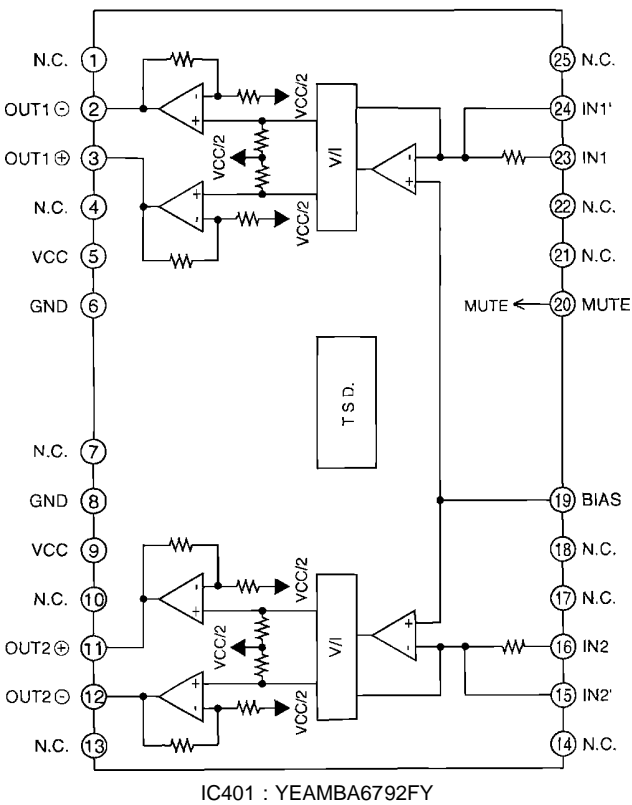 N.C. 1
OUT1⊖ 2
OUT1⊕ 3
N.C. 4
VCC 5
GND 6
N.C. 7
GND 8
VCC 9
N.C. 10
OUT2⊕ 11
OUT2⊖ 12
N.C. 13
- VCC/2
+
VCC/2
+
- VCC/2
V/I
-
+
T S D.
- VCC/2
+
VCC/2
+
- VCC/2
V/I
+
-
25 N.C.
24 IN1'
23 IN1
22 N.C.
21 N.C.
MUTE 20 MUTE
19 BIAS
18 N.C.
17 N.C.
16 IN2
15 IN2'
14 N.C.
IC401 : YEAMBA6792FY